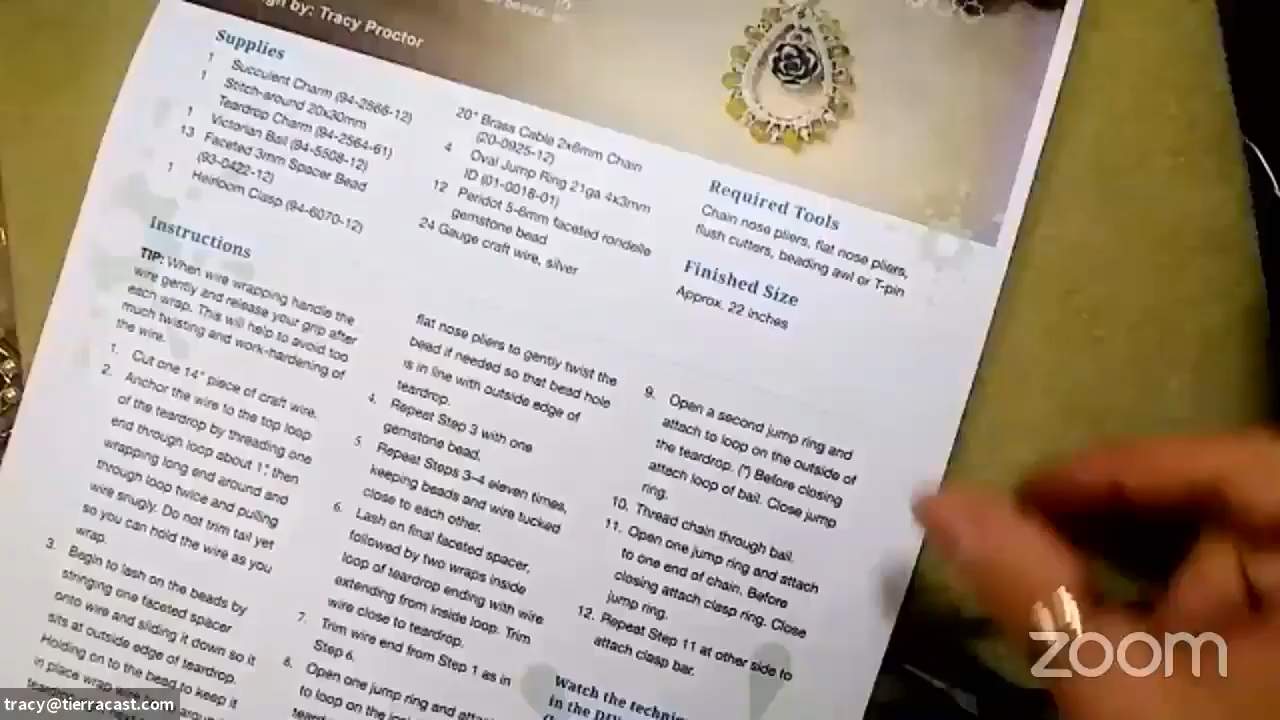 by: Tracy Proctor
Supplies
1 Succulent Charm (94-2566-12)
1 Stitch-around 20x30mm
Teardrop Charm (94-2564-61)
1 Victorian Bail (94-5508-12)
13 Faceted 3mm Spacer Bead
(93-0422-12)
1 Heirloom Clasp (94-6070-12)
20" Brass Cable 2x6mm Chain
(20-0925-12)
4 Oval Jump Ring 21ga 4x3mm
ID (01-0018-01)
12 Peridot 5-6mm faceted rondelle
gemstone bead
24 Gauge craft wire, silver
Required Tools
Chain nose pliers, flat nose pliers,
flush cutters, beading awl or T-pin
Finished Size
Approx. 22 inches
Instructions
TIP: When wire wrapping handle the
wire gently and release your grip after
each wrap. This will help to avoid too
much twisting and work-hardening of
the wire.
1. Cut one 14" piece of craft wire.
2. Anchor the wire to the top loop
of the teardrop by threading one
end through loop about 1", then
wrapping long end around and
through loop twice and pulling
wire snugly. Do not trim tail yet
so you can hold the wire as you
wrap.
3. Begin to lash on the beads by
stringing one faceted spacer
onto wire and sliding it down so it
sits at outside edge of teardrop.
Holding on to the bead to keep it
in place wrap
flat nose pliers to gently twist the
bead if needed so that bead hole
is in line with outside edge of
teardrop.
4. Repeat Step 3 with one
gemstone bead.
5. Repeat Steps 3-4 eleven times,
keeping beads and wire tucked
close to each other.
6. Lash on final faceted spacer,
followed by two wraps inside
loop of teardrop ending with wire
extending from inside loop. Trim
wire close to teardrop.
7. Trim wire end from Step 1 as in
Step 6.
8. Open one jump ring and
to loop on the
9. Open a second jump ring and
attach to loop on the outside of
the teardrop. (*) Before closing
attach loop of bail. Close jump
ring.
10. Thread chain through bail.
11. Open one jump ring and attach
to one end of chain. Before
closing attach clasp ring. Close
jump ring.
12. Repeat Step 11 at other side to
attach clasp bar.
Watch the
in the
zoom
tracy@tierracast.com